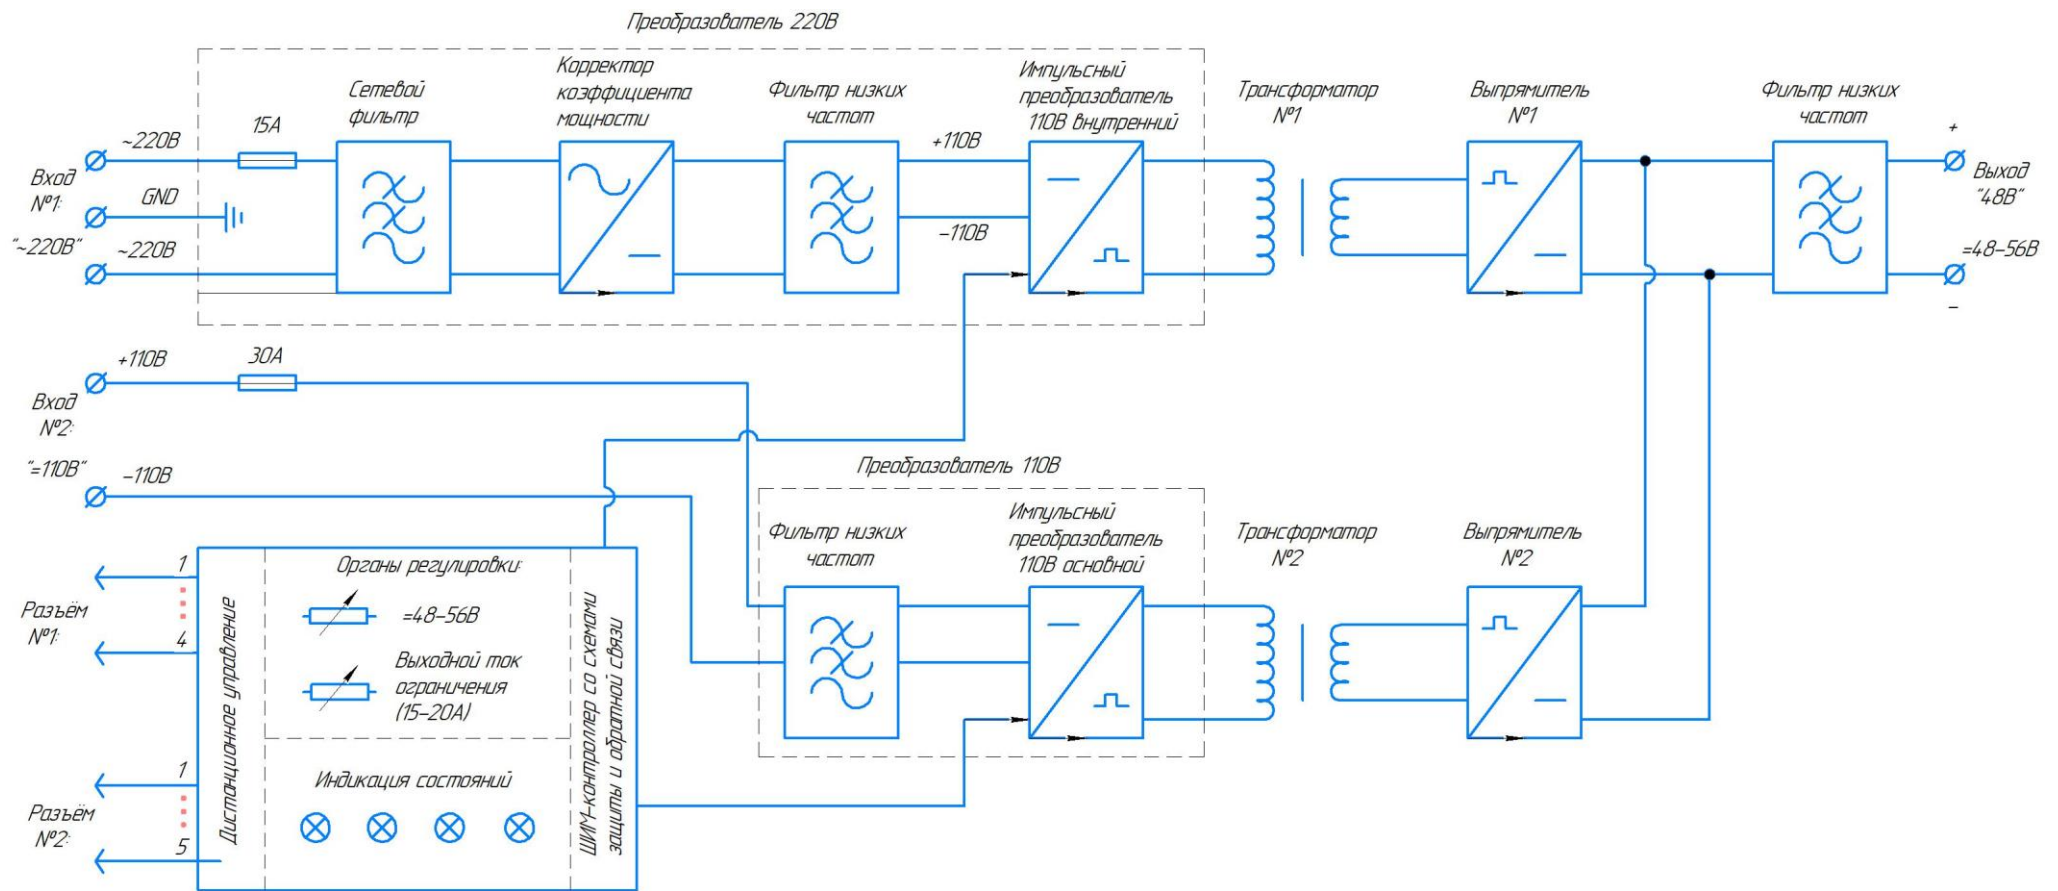 Преобразователь 220В
Сетевой
фильтр
Корректор
коэффициента
мощности
Фильтр низких
частот
Импульсный
преобразователь
110В внутренний
Трансформатор
№1
Выпрямитель
№1
Фильтр низких
частот
~220В
15А
+110В
+
Вход
№1:
"~220В"
GND
~220В
-110В
Выход
"48В"
=48-56В
-
+110В
30А
Вход
№2:
"=110В"
-110В
Преобразователь 110В
Фильтр низких
частот
Импульсный
преобразователь
110В основной
Трансформатор
№2
Выпрямитель
№2
Разъём
№1:
1
4
Разъём
№2:
1
5
Дистанционное управление
Органы регулировки:
=48-56В
Выходной ток
ограничения
(15-20А)
Индикация состояний
ШИМ-контроллер со схемами
защиты и обратной связи